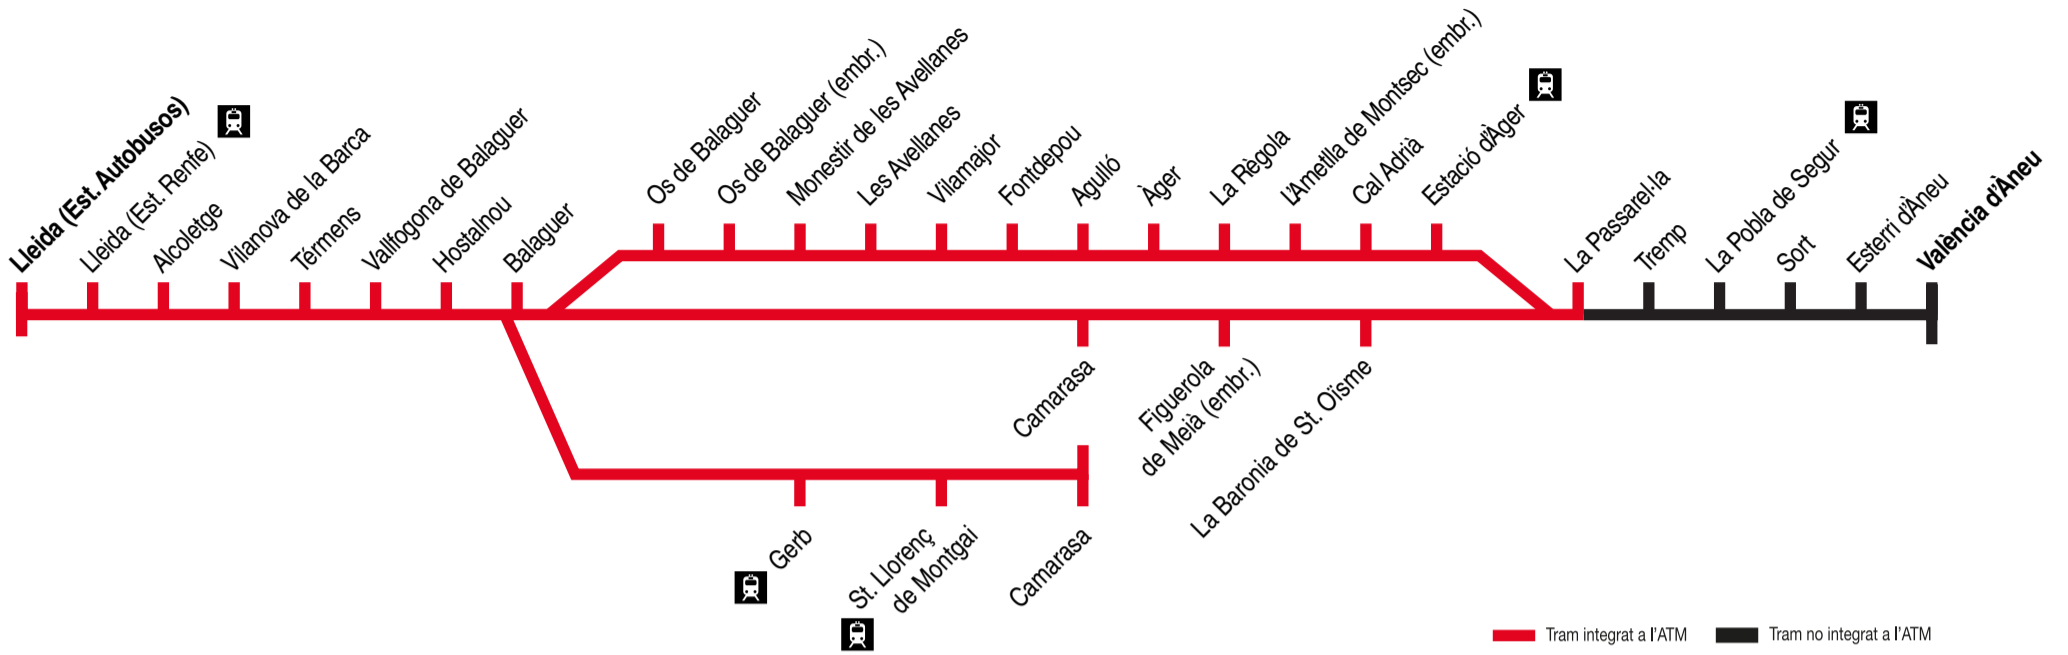 Lleida (Est. Autobusos)
Lleida (Est. Renfe)
Alcoletge
Vilanova de la Barca
Térmens
Vallfogona de Balaguer
Hostalnou
Balaguer
Os de Balaguer
Os de Balaguer (embr.)
Monestir de les Avellanes
Les Avellanes
Vilamajor
Fontdepou
Agulló
Àger
La Règola
L'Ametlla de Montsec (embr.)
Cal Adrià
Estació d'Àger
La Passarel·la
Tremp
La Pobla de Segur
Sort
Esterri d'Àneu
València d'Àneu
Camarasa
Figuerola
de Meià (embr.)
La Baronia de St. Oïsme
Gerb
St. Llorenç
de Montgai
Camarasa
Tram integrat a l'ATM
Tram no integrat a l'ATM